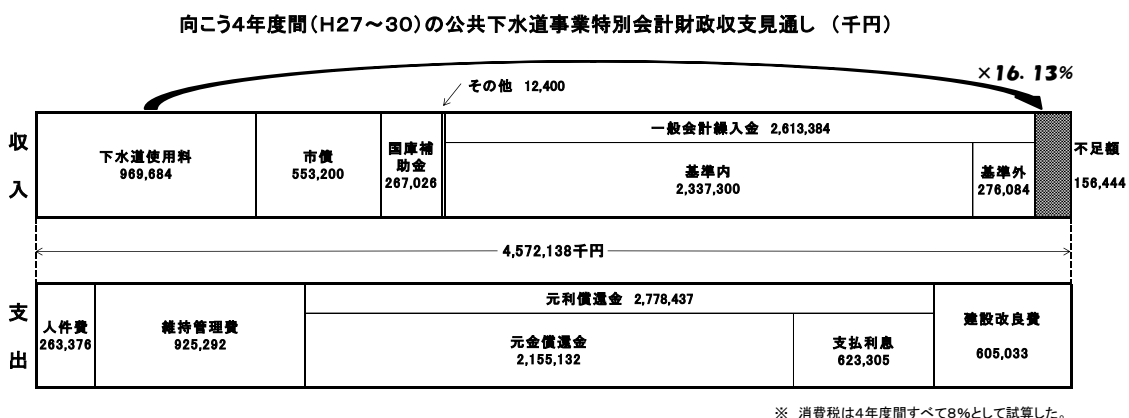 向こう4年度間(H27～30)の公共下水道事業特別会計財政収支見通し (千円)
×16.13%
その他 12,400
収入
下水道使用料
969,684
市債
553,200
国庫補
助金
267,026
一般会計繰入金 2,613,384
基準内
2,337,300
基準外
276,084
不足額
156,444
4,572,138千円
支出
人件費
263,376
維持管理費
925,292
元利償還金 2,778,437
元金償還金
2,155,132
支払利息
623,305
建設改良費
605,033
※ 消費税は4年度間すべて8%として試算した。